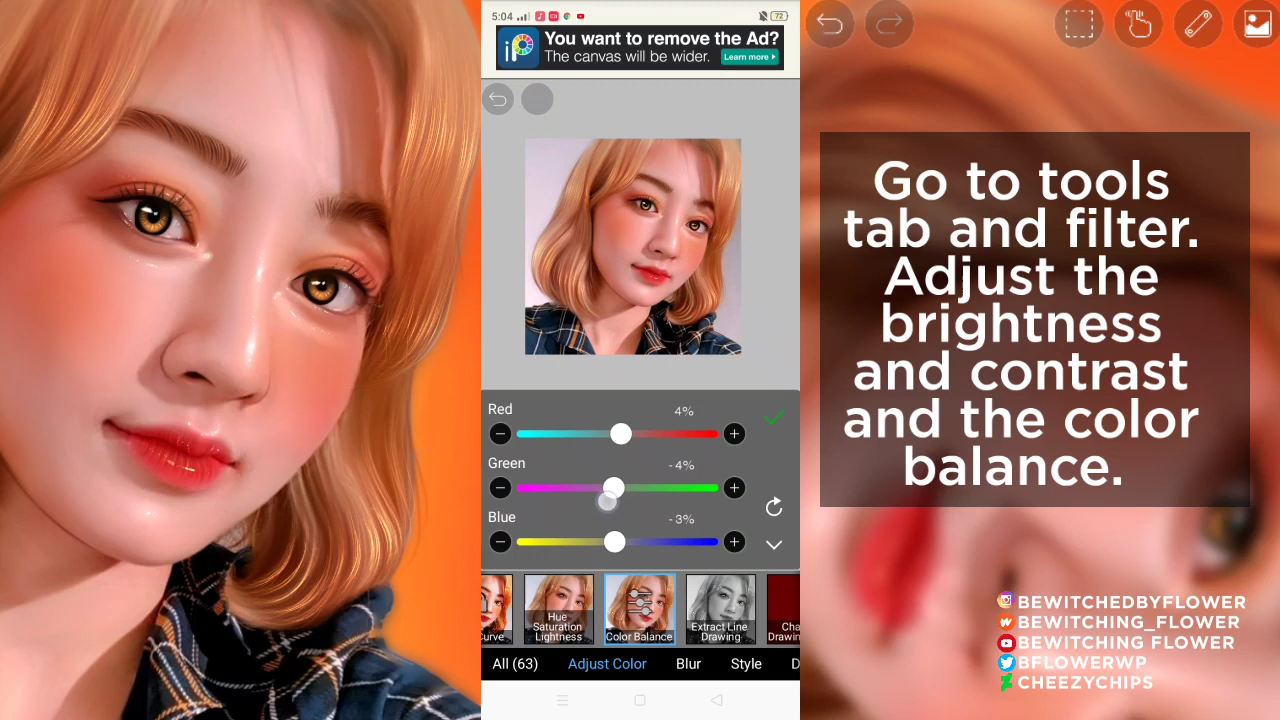 5:04
72
You want to remove the Ad?
The canvas will be wider.
Learn more
Red
4%
Green
- 4%
Blue
- 3%
Curve
Hue
Saturation
Lightness
Color Balance
Extract Line
Drawing
All (63)
Adjust Color
Blur
Style
D
Go to tools
tab and filter.
Adjust the
brightness
and contrast
and the color
balance.
BEWITCHEDBYFLOWER
BEWITCHING_FLOWER
BEWITCHING FLOWER
BFLOWERWP
CHEEZYCHIPS